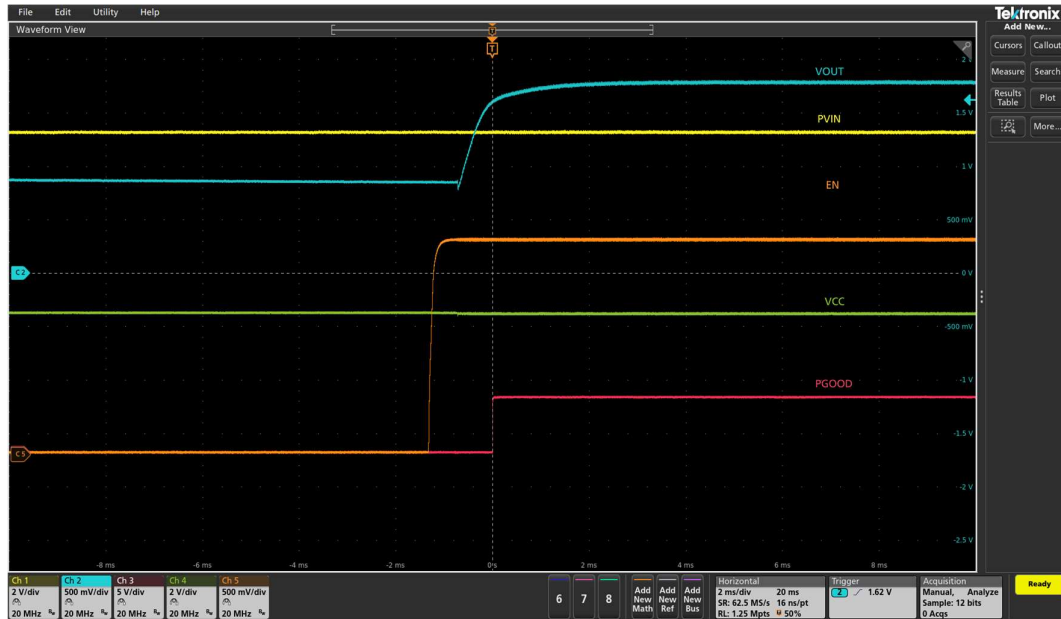 File Edit Utility Help
Tektronix
Waveform View
Add New...
T
T
Cursors Callout
Measure Search
Results Table Plot
More...
2 V
VOUT
1.5 V
PVIN
1 V
EN
500 mV
C2
0 V
VCC
-500 mV
PGOOD
-1 V
-1.5 V
C5
-2 V
-2.5 V
-8 ms -6 ms -4 ms -2 ms 0 s 2 ms 4 ms 6 ms 8 ms
Ch 1 Ch 2 Ch 3 Ch 4 Ch 5
2 V/div 500 mV/div 5 V/div 2 V/div 500 mV/div
20 MHz 20 MHz 20 MHz 20 MHz 20 MHz
6 7 8
Add New Math
Add New Ref
Add New Bus
Horizontal
2 ms/div 20 ms
SR: 62.5 MS/s 16 ns/pt
RL: 1.25 Mpts 50%
Trigger
2 1.62 V
Acquisition
Manual, Analyze
Sample: 12 bits
0 Acqs
Ready